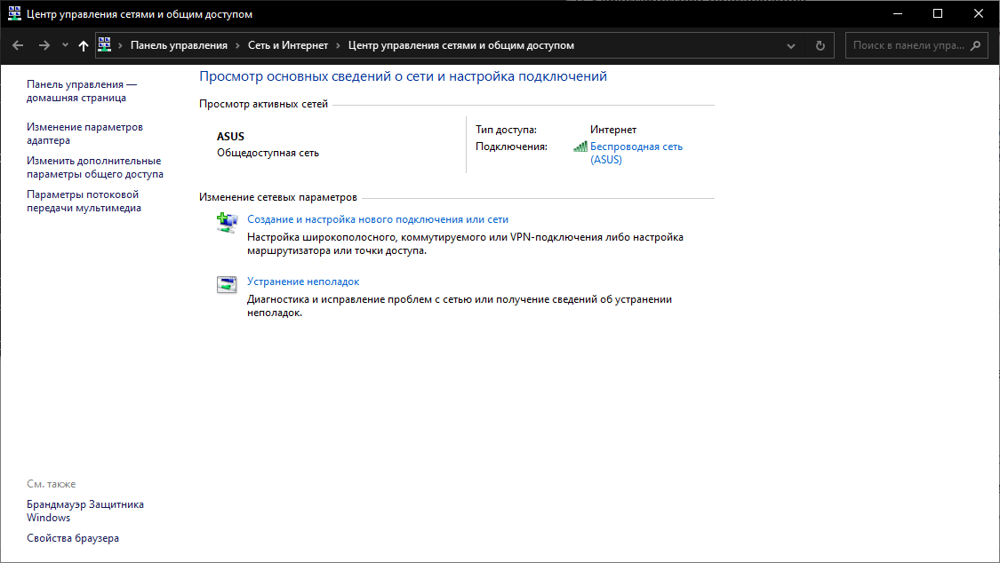 Центр управления сетями и общим доступом
Панель управления
Сеть и Интернет
Центр управления сетями и общим доступом
Поиск в панели упра...
Панель управления —
домашняя страница
Изменение параметров
адаптера
Изменить дополнительные
параметры общего доступа
Параметры потоковой
передачи мультимедиа
Просмотр основных сведений о сети и настройка подключений
Просмотр активных сетей
ASUS
Общедоступная сеть
Тип доступа: Интернет
Подключения: Беспроводная сеть
(ASUS)
Изменение сетевых параметров
Создание и настройка нового подключения или сети
Настройка широкополосного, коммутируемого или VPN-подключения либо настройка
маршрутизатора или точки доступа.
Устранение неполадок
Диагностика и исправление проблем с сетью или получение сведений об устранении
неполадок.
См. также
Брандмауэр Защитника
Windows
Свойства браузера